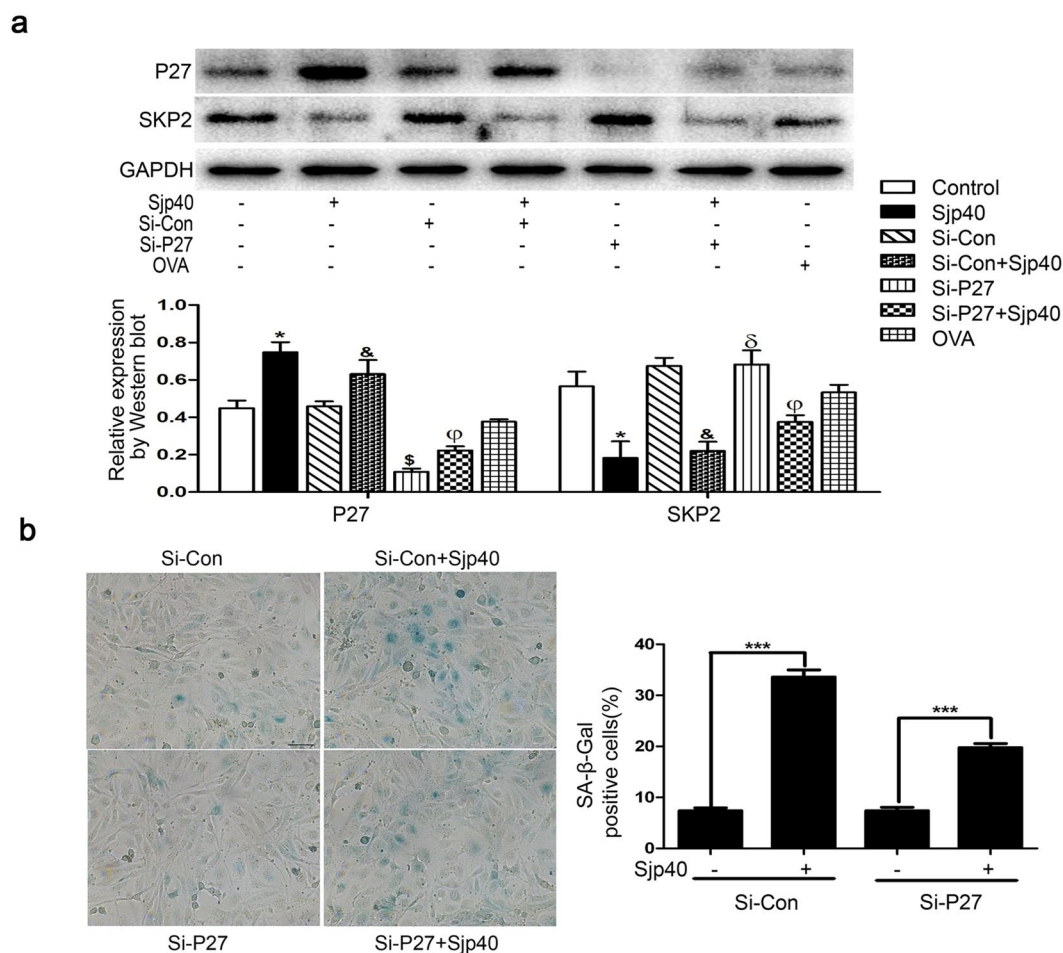 a
P27
SKP2
GAPDH
Sjp40 - + - + - + -
Si-Con - - + + - - -
Si-P27 - - - - + + -
OVA - - - - - - +
Control
Sjp40
Si-Con
Si-Con+Sjp40
Si-P27
Si-P27+Sjp40
OVA
Relative expression
by Western blot
1.0
0.8
0.6
0.4
0.2
0.0
* & $ φ
* & δ φ
P27 SKP2
b
Si-Con Si-Con+Sjp40
Si-P27 Si-P27+Sjp40
SA-β-Gal
positive cells(%)
40
30
20
10
0
*** ***
Sjp40 - + - +
Si-Con Si-P27